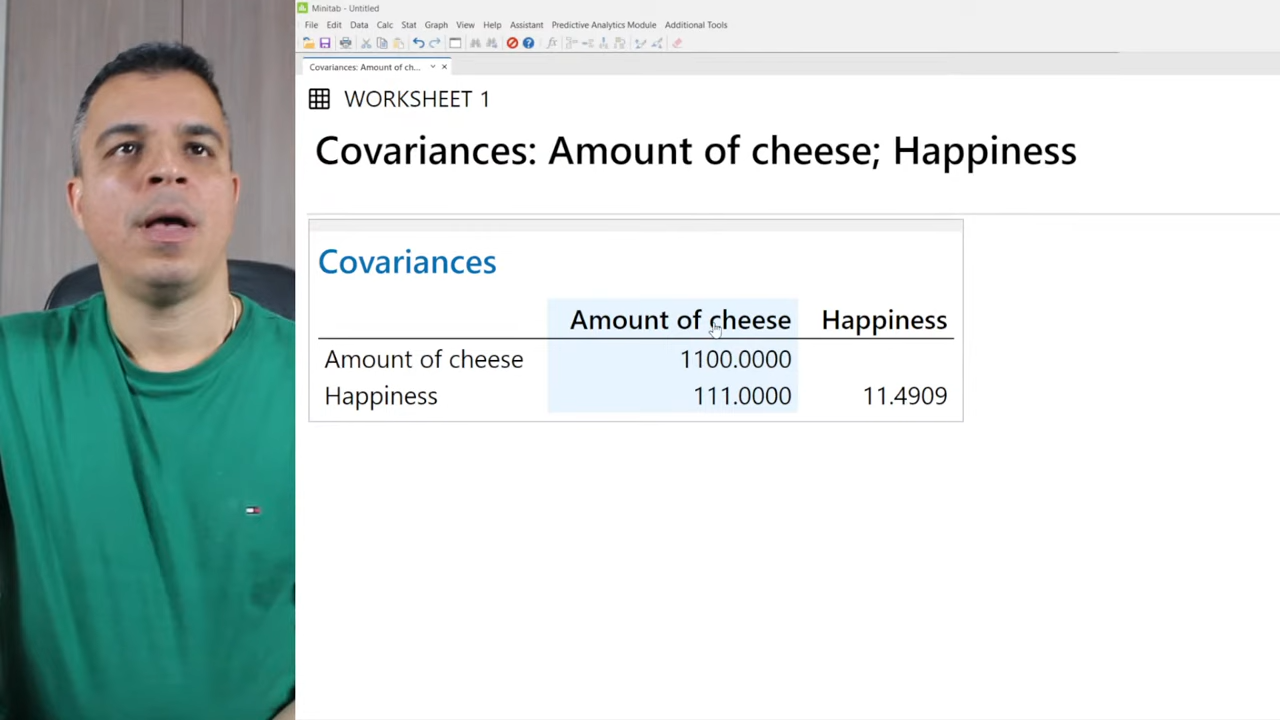 Minitab - Untitled
File Edit Data Calc Stat Graph View Help Assistant Predictive Analytics Module Additional Tools
Covariances: Amount of ch...
WORKSHEET 1
Covariances: Amount of cheese; Happiness
Covariances
Amount of cheese Happiness
Amount of cheese 1100.0000
Happiness 111.0000 11.4909